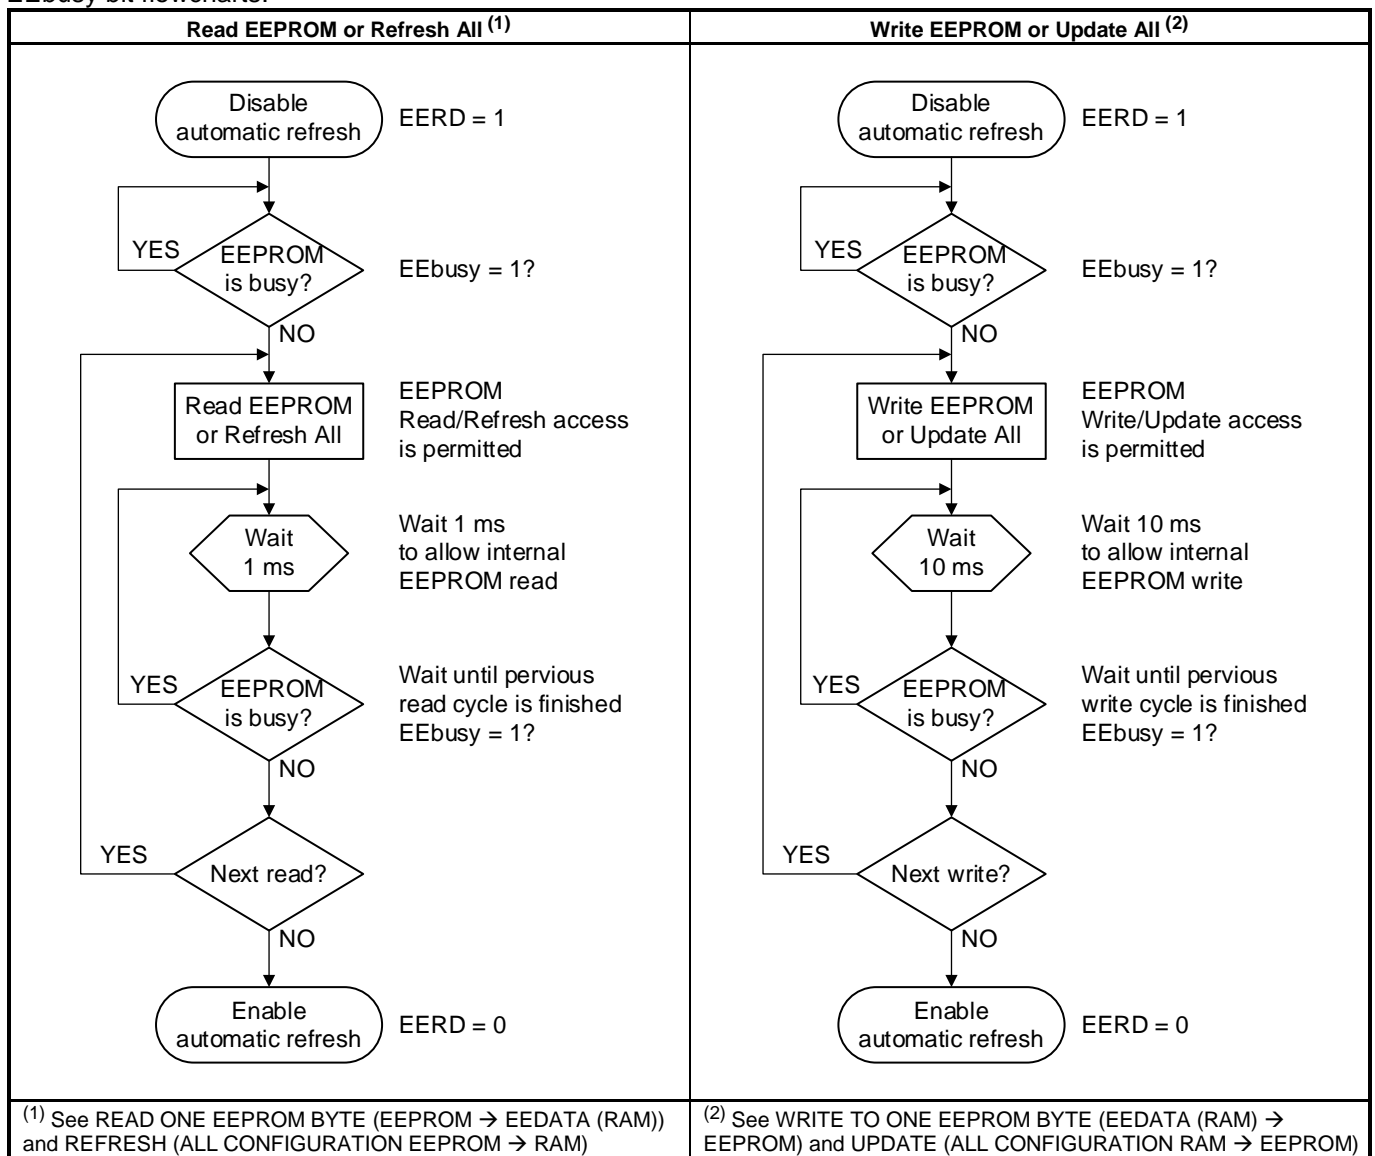 EEbusy bit flowcharts:
Read EEPROM or Refresh All (1)
Write EEPROM or Update All (2)
Disable
automatic refresh
EERD = 1
YES
EEPROM
is busy?
EEbusy = 1?
NO
Read EEPROM
or Refresh All
EEPROM
Read/Refresh access
is permitted
Wait
1 ms
Wait 1 ms
to allow internal
EEPROM read
YES
EEPROM
is busy?
Wait until pervious
read cycle is finished
EEbusy = 1?
NO
YES
Next read?
NO
Enable
automatic refresh
EERD = 0
Disable
automatic refresh
EERD = 1
YES
EEPROM
is busy?
EEbusy = 1?
NO
Write EEPROM
or Update All
EEPROM
Write/Update access
is permitted
Wait
10 ms
Wait 10 ms
to allow internal
EEPROM write
YES
EEPROM
is busy?
Wait until pervious
write cycle is finished
EEbusy = 1?
NO
YES
Next write?
NO
Enable
automatic refresh
EERD = 0
(1) See READ ONE EEPROM BYTE (EEPROM → EEDATA (RAM))
and REFRESH (ALL CONFIGURATION EEPROM → RAM)
(2) See WRITE TO ONE EEPROM BYTE (EEDATA (RAM) →
EEPROM) and UPDATE (ALL CONFIGURATION RAM → EEPROM)